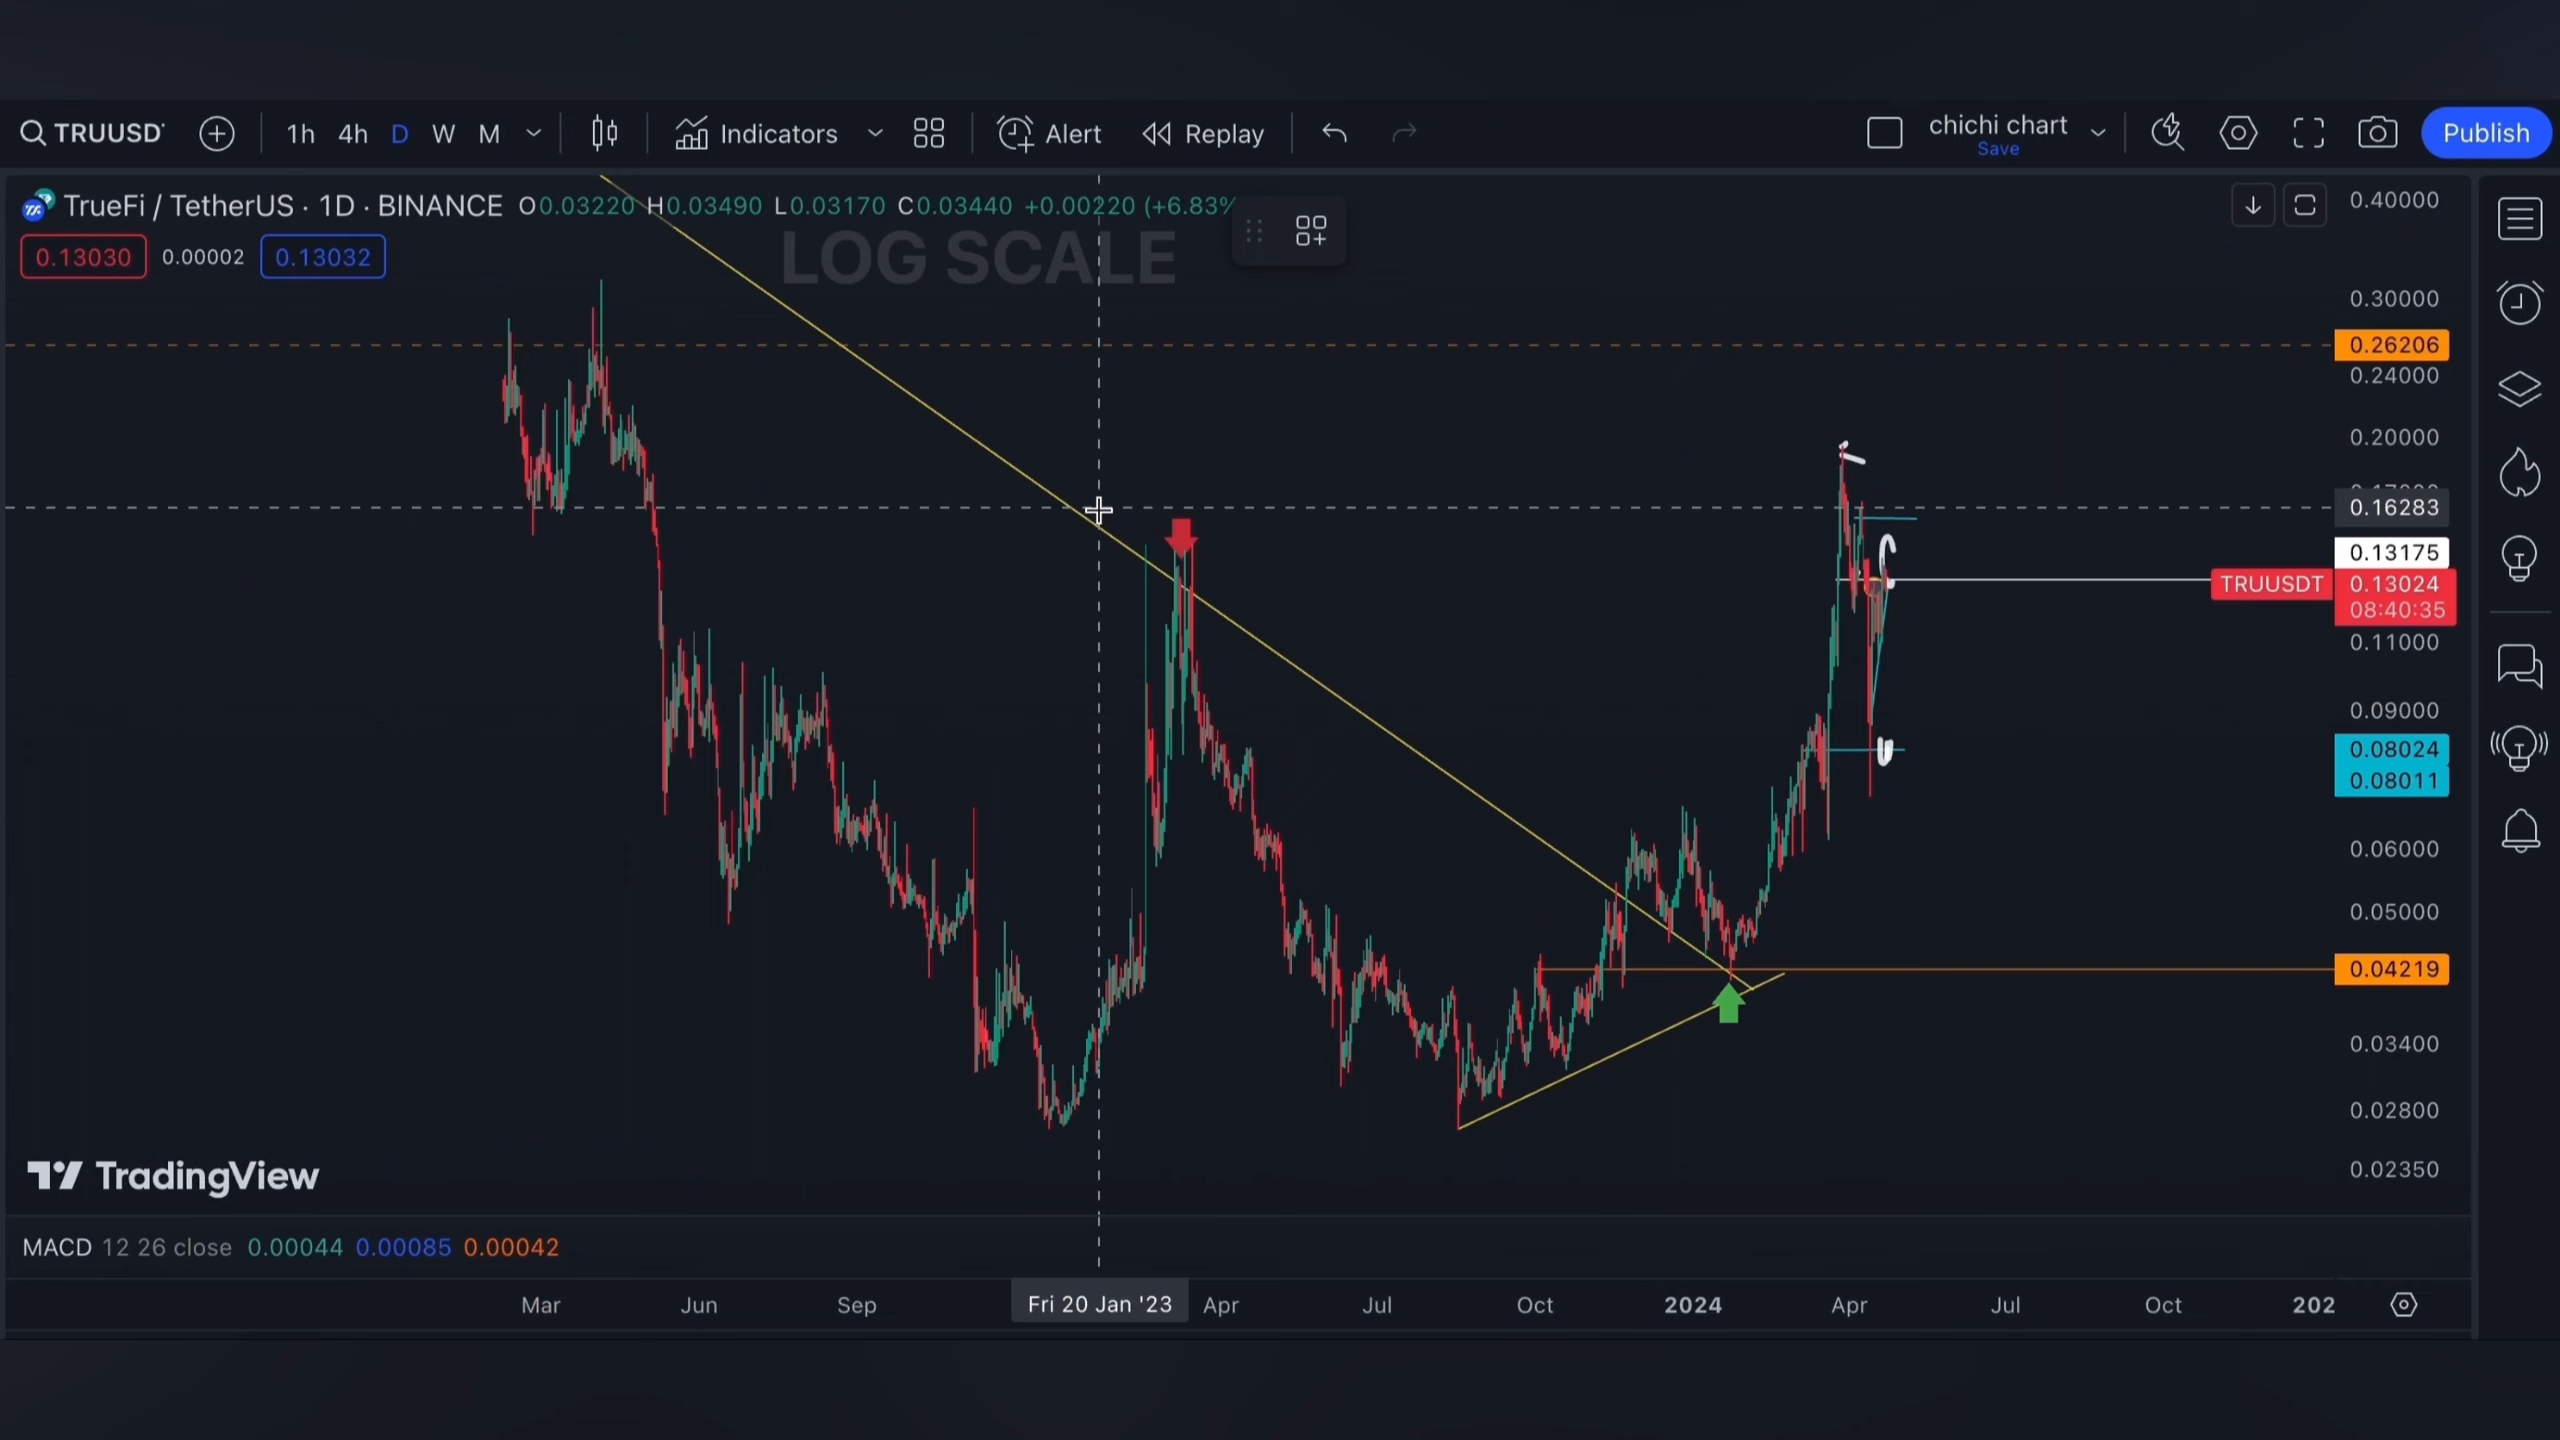 TRUUSDT
1h 4h D W M Indicators Alert Replay chichi chart Save Publish
TrueFi / TetherUS · 1D · BINANCE O0.03220 H0.03490 L0.03170 C0.03440 +0.00220 (+6.83%
0.13030 0.00002 0.13032
LOG SCALE
0.40000
0.30000
0.26206
0.24000
0.20000
0.16283
0.13175
TRUUSDT 0.13024
08:40:35
0.11000
0.09000
0.08024
0.08011
0.06000
0.05000
0.04219
0.03400
0.02800
0.02350
TradingView
MACD 12 26 close 0.00044 0.00085 0.00042
Mar Jun Sep Fri 20 Jan '23 Apr Jul Oct 2024 Apr Jul Oct 202